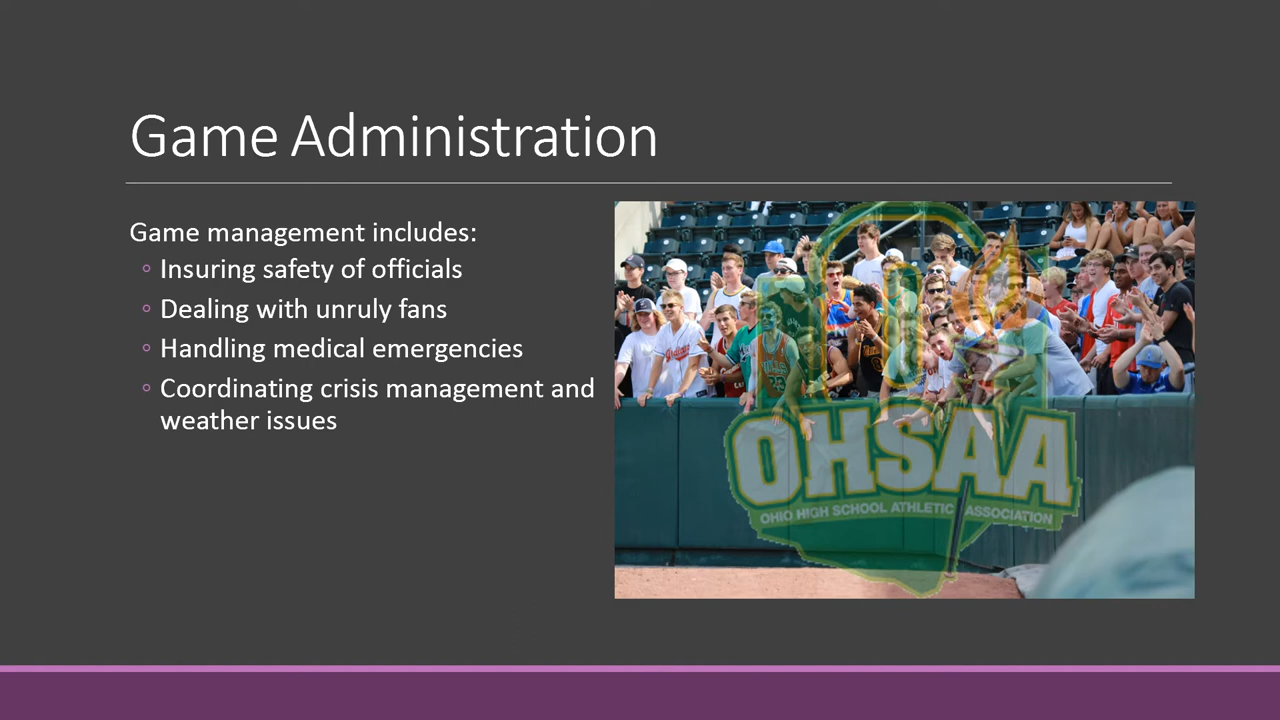 Game Administration
Game management includes:
◦ Insuring safety of officials
◦ Dealing with unruly fans
◦ Handling medical emergencies
◦ Coordinating crisis management and
weather issues
OHSAA
OHIO HIGH SCHOOL ATHLETIC ASSOCIATION
23